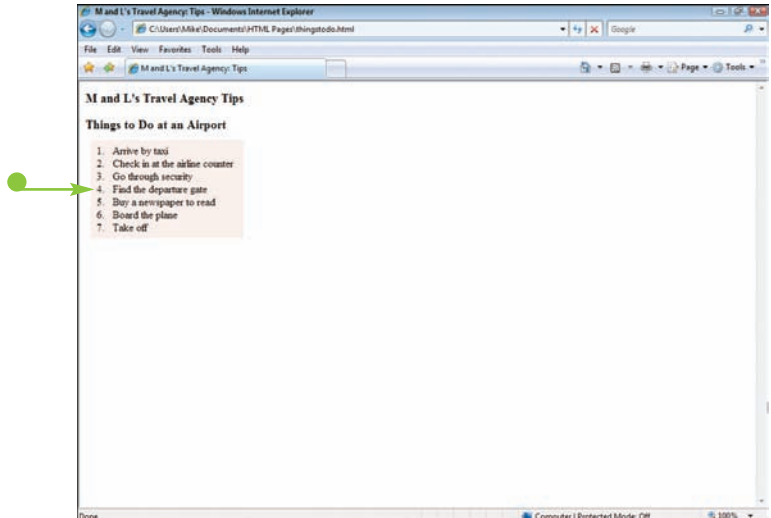 M and L's Travel Agency: Tips - Windows Internet Explorer
C:\Users\Mike\Documents\HTML Pages\thingstodo.html
Google
File Edit View Favorites Tools Help
M and L's Travel Agency: Tips
Page Tools
M and L's Travel Agency Tips
Things to Do at an Airport
1. Arrive by taxi
2. Check in at the airline counter
3. Go through security
4. Find the departure gate
5. Buy a newspaper to read
6. Board the plane
7. Take off
Done
Computer | Protected Mode: Off
100%